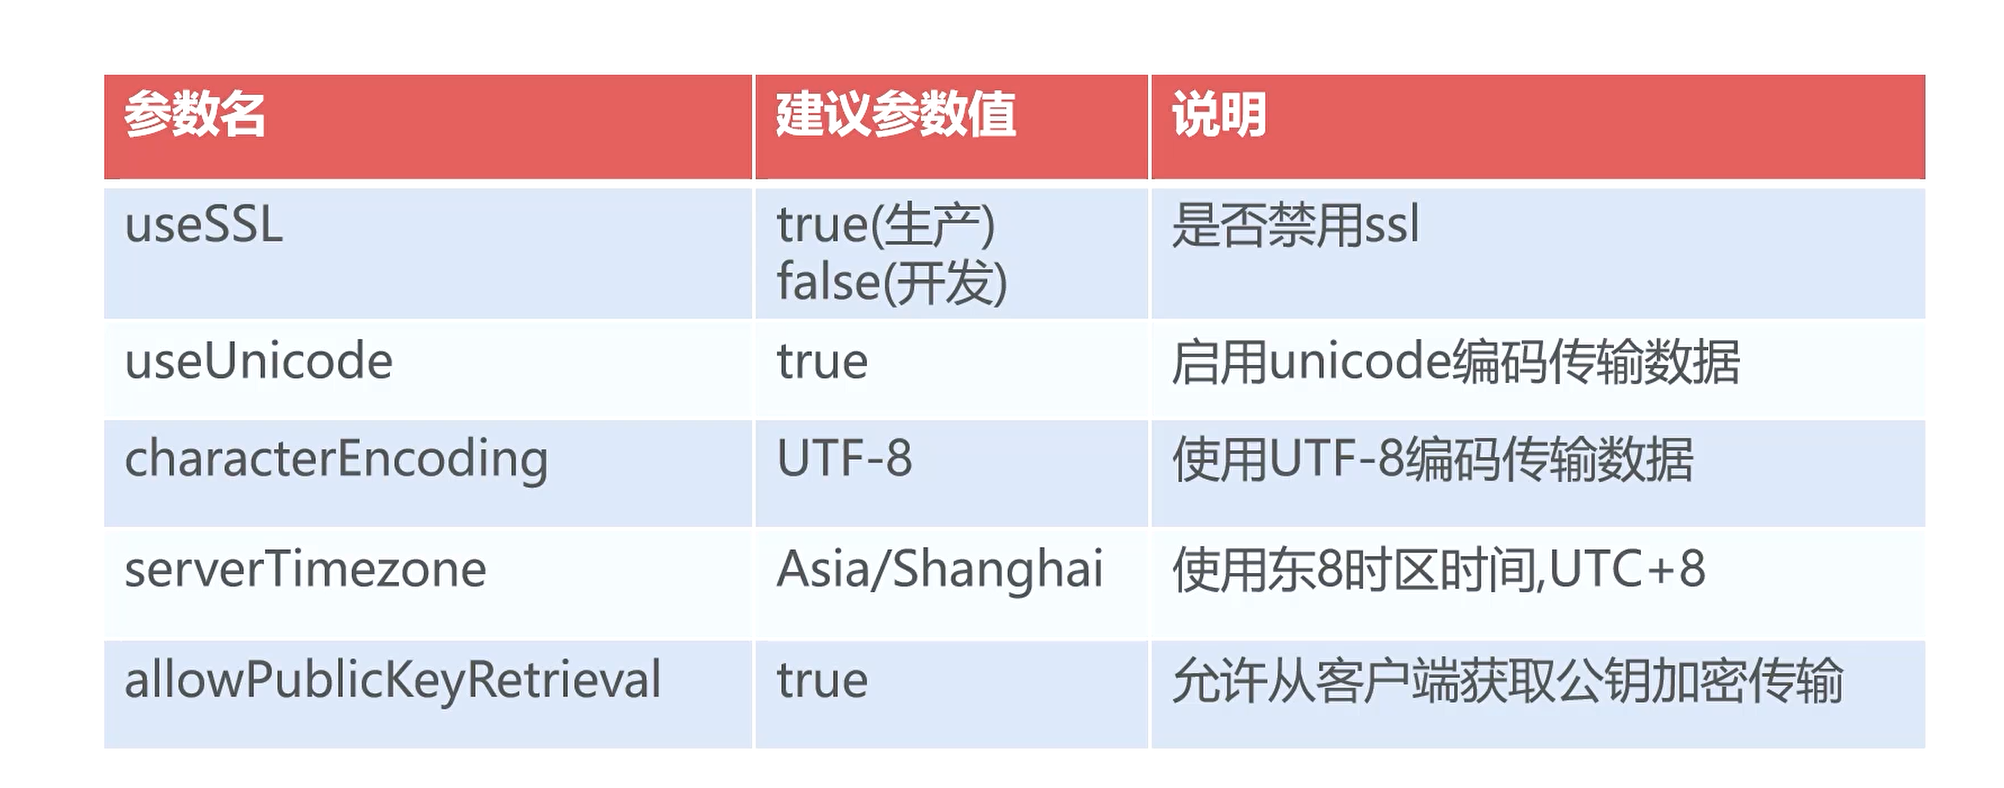 参数名 建议参数值 说明
useSSL true(生产) 是否禁用ssl
false(开发)
useUnicode true 启用unicode编码传输数据
characterEncoding UTF-8 使用UTF-8编码传输数据
serverTimezone Asia/Shanghai 使用东8时区时间,UTC+8
allowPublicKeyRetrieval true 允许从客户端获取公钥加密传输